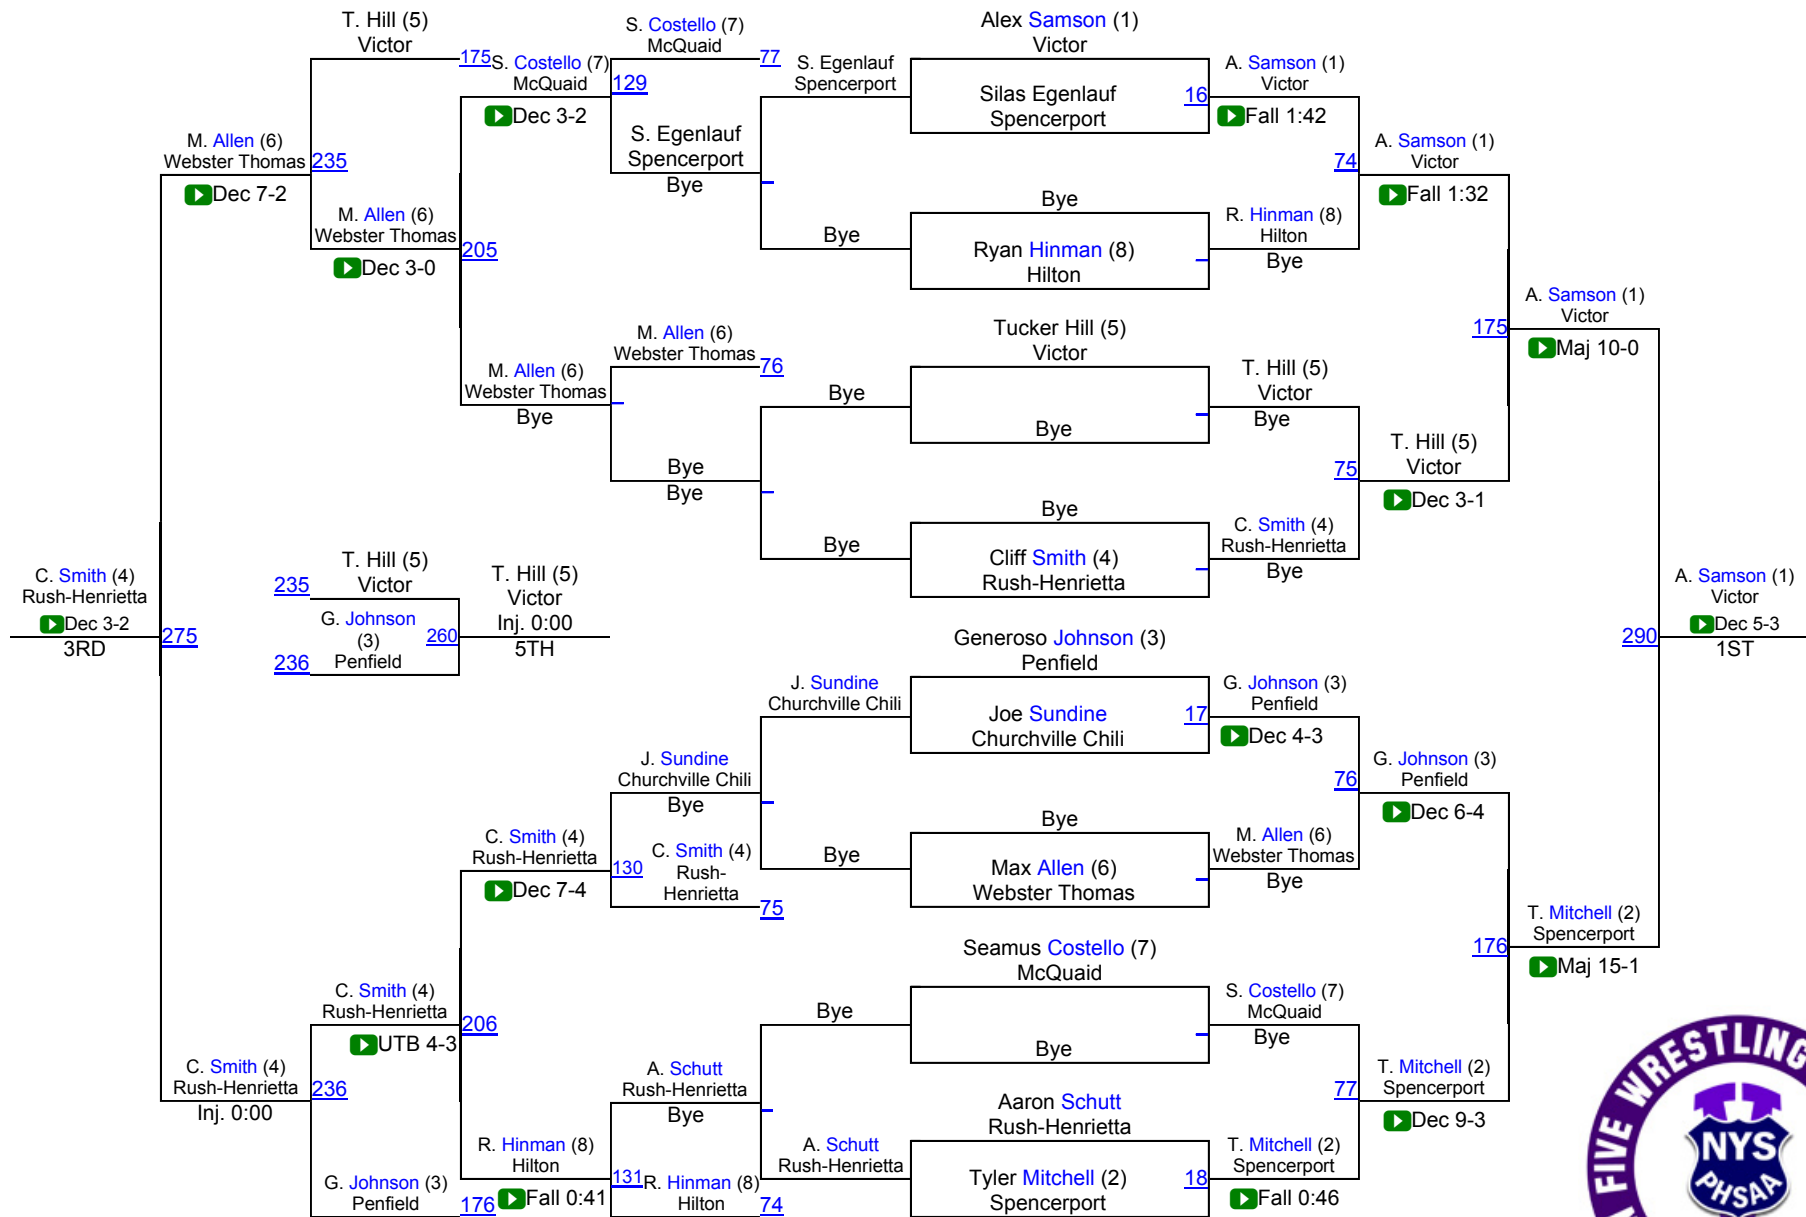 T. Hill (5)
Victor
175
S. Costello (7)
McQuaid
129
Dec 3-2
S. Costello (7)
McQuaid
77
S. Egenlauf
Spencerport
Bye
S. Egenlauf
Spencerport
Alex Samson (1)
Victor
Silas Egenlauf
Spencerport
16
A. Samson (1)
Victor
Fall 1:42
74
A. Samson (1)
Victor
Fall 1:32
M. Allen (6)
Webster Thomas
235
Dec 7-2
M. Allen (6)
Webster Thomas
205
Dec 3-0
Bye
Bye
Ryan Hinman (8)
Hilton
R. Hinman (8)
Hilton
Bye
M. Allen (6)
Webster Thomas
Bye
M. Allen (6)
Webster Thomas
76
Bye
Bye
Bye
Tucker Hill (5)
Victor
Bye
T. Hill (5)
Victor
Bye
75
T. Hill (5)
Victor
Dec 3-1
175
A. Samson (1)
Victor
Maj 10-0
Bye
Bye
Cliff Smith (4)
Rush-Henrietta
C. Smith (4)
Rush-Henrietta
Bye
C. Smith (4)
Rush-Henrietta
Dec 3-2
3RD
275
235
T. Hill (5)
Victor
G. Johnson
(3)
Penfield
236
260
T. Hill (5)
Victor
Inj. 0:00
5TH
290
A. Samson (1)
Victor
Dec 5-3
1ST
Generoso Johnson (3)
Penfield
Joe Sundine
Churchville Chili
17
J. Sundine
Churchville Chili
G. Johnson (3)
Penfield
Dec 4-3
J. Sundine
Churchville Chili
Bye
76
G. Johnson (3)
Penfield
Dec 6-4
C. Smith (4)
Rush-Henrietta
130
Dec 7-4
C. Smith (4)
Rush-
Henrietta
75
Bye
Bye
Max Allen (6)
Webster Thomas
M. Allen (6)
Webster Thomas
Bye
176
T. Mitchell (2)
Spencerport
Maj 15-1
Seamus Costello (7)
McQuaid
Bye
Bye
S. Costello (7)
McQuaid
Bye
C. Smith (4)
Rush-Henrietta
206
UTB 4-3
C. Smith (4)
Rush-Henrietta
236
Inj. 0:00
A. Schutt
Rush-Henrietta
Bye
77
T. Mitchell (2)
Spencerport
Dec 9-3
Aaron Schutt
Rush-Henrietta
Tyler Mitchell (2)
Spencerport
18
A. Schutt
Rush-Henrietta
T. Mitchell (2)
Spencerport
Fall 0:46
R. Hinman (8)
Hilton
131
Fall 0:41
R. Hinman (8)
Hilton
74
G. Johnson (3)
Penfield
176
FIVE WRESTLING
NYS
PHSAA